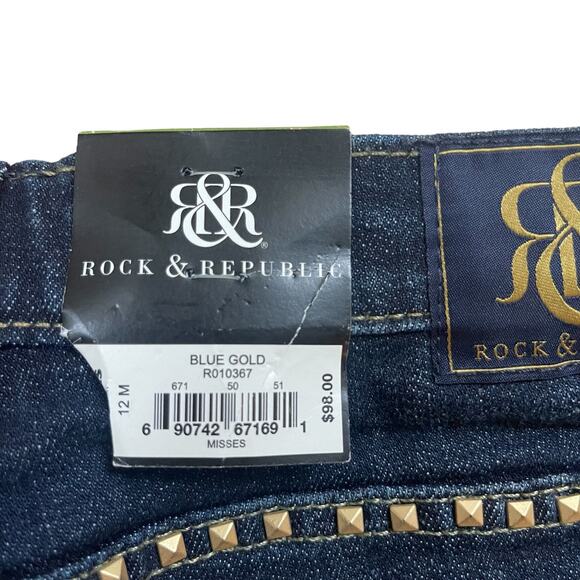 R&R®
ROCK & REPUBLIC
BLUE GOLD
R010367
671 50 51
6 90742 67169 1
MISSES
12 M
$98.00
R&R
ROCK &